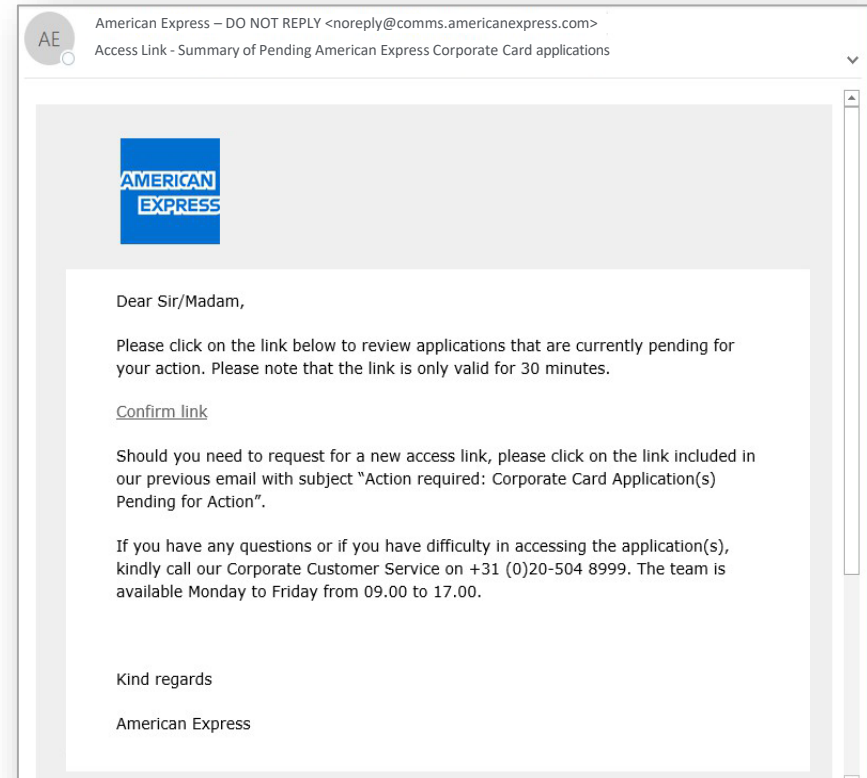 AE
American Express – DO NOT REPLY <noreply@comms.americanexpress.com>
Access Link - Summary of Pending American Express Corporate Card applications
AMERICAN
EXPRESS
Dear Sir/Madam,
Please click on the link below to review applications that are currently pending for
your action. Please note that the link is only valid for 30 minutes.
Confirm link
Should you need to request for a new access link, please click on the link included in
our previous email with subject “Action required: Corporate Card Application(s)
Pending for Action”.
If you have any questions or if you have difficulty in accessing the application(s),
kindly call our Corporate Customer Service on +31 (0)20-504 8999. The team is
available Monday to Friday from 09.00 to 17.00.
Kind regards
American Express